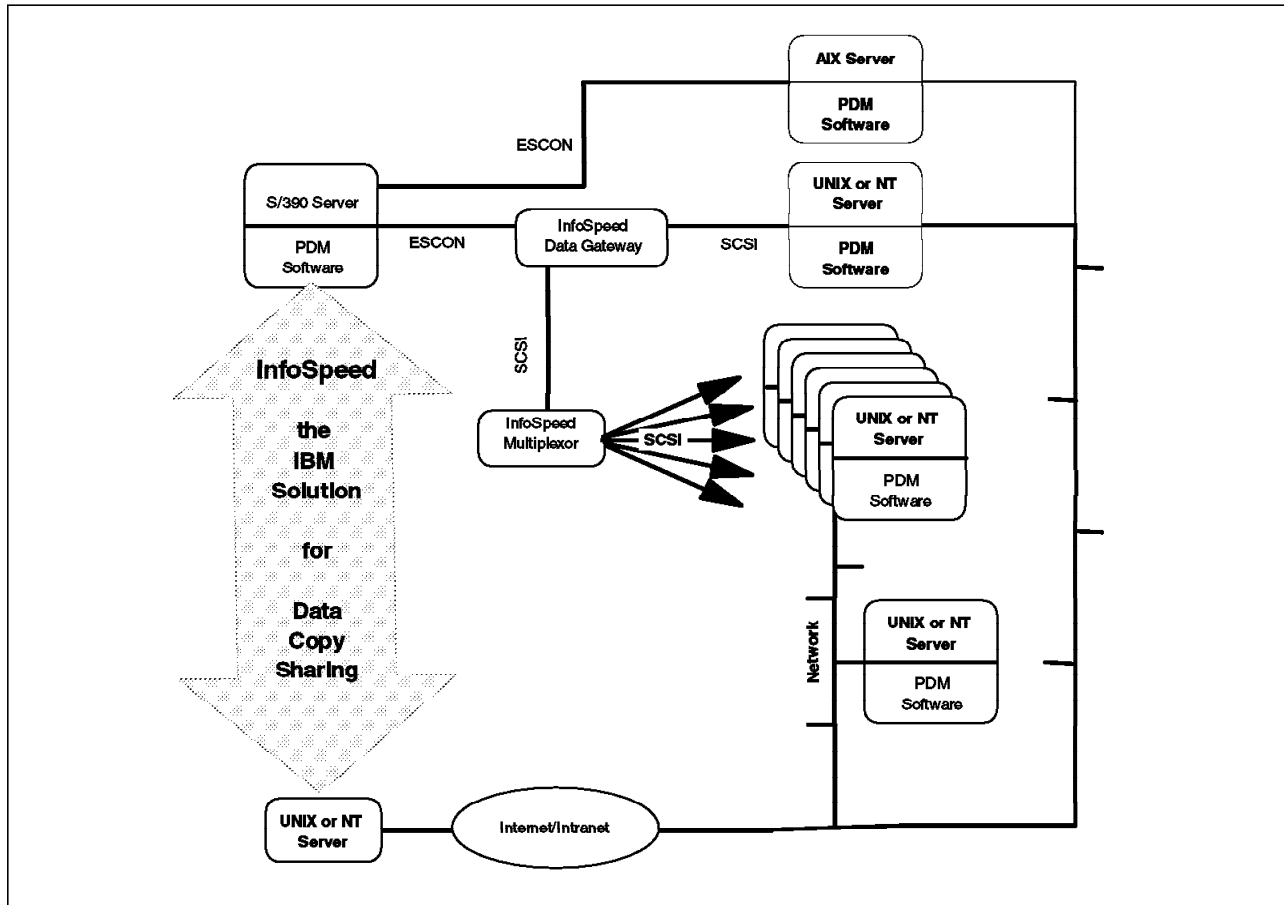 AIX Server
PDM
Software
ESCON
S/390 Server
PDM
Software
ESCON
InfoSpeed
Data Gateway
SCSI
UNIX or NT
Server
PDM
Software
SCSI
InfoSpeed
the
IBM
Solution
for
Data
Copy
Sharing
InfoSpeed
Multiplexor
SCSI
UNIX or NT
Server
PDM
Software
Network
UNIX or NT
Server
PDM
Software
UNIX or NT
Server
Internet/Intranet